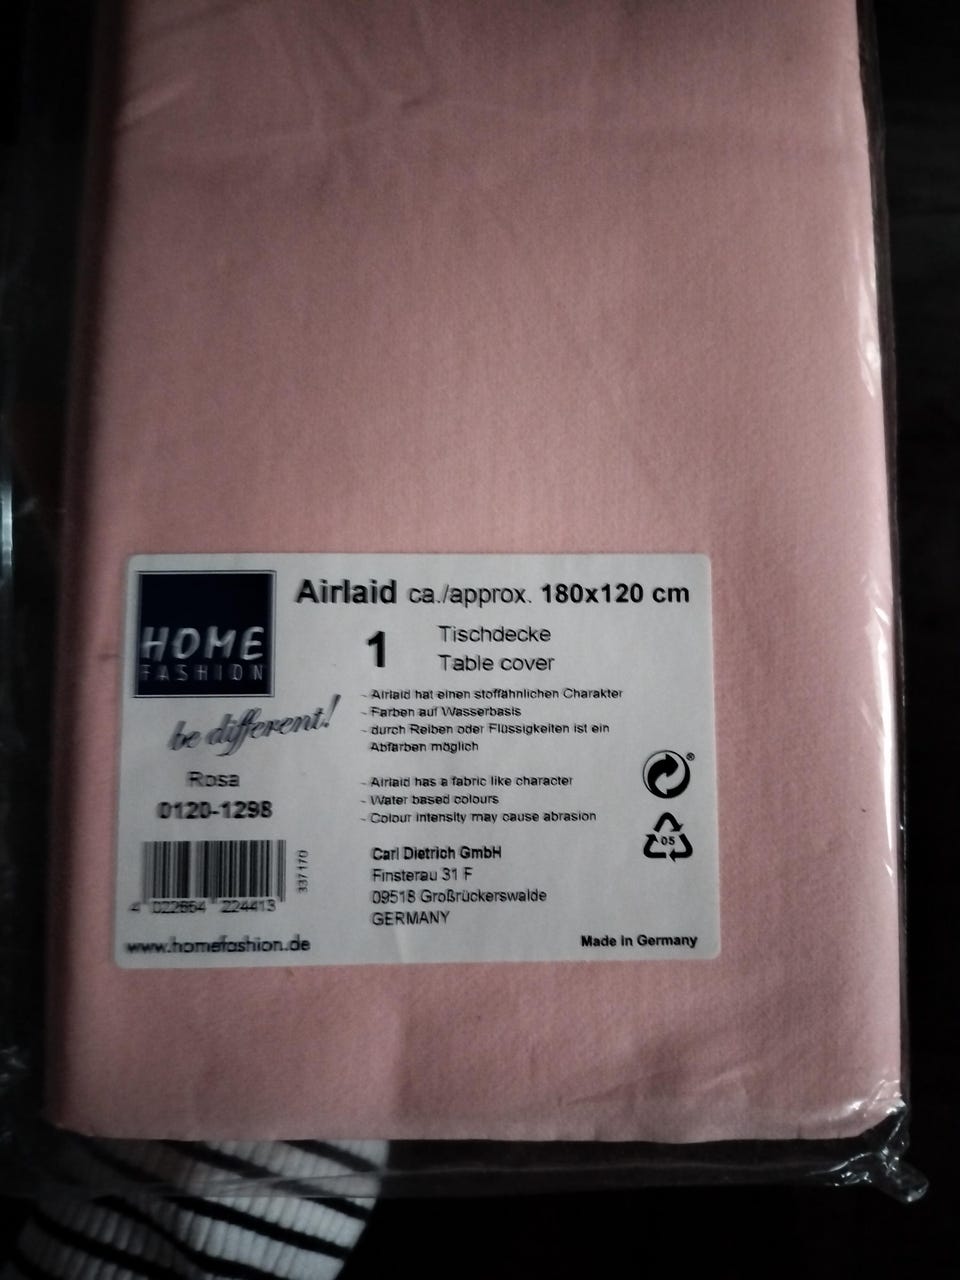 HOME
FASHION
be different!
Rosa
0120-1298
337 170
4 022664 224413
www.homefashion.de
Airlaid ca./approx. 180x120 cm
1
Tischdecke
Table cover
- Airlaid hat einen stoffähnlichen Charakter
- Farben auf Wasserbasis
- durch Reiben oder Flüssigkeiten ist ein
Abfärben möglich
- Airlaid has a fabric like character
- Water based colours
- Colour intensity may cause abrasion
Carl Dietrich GmbH
Finsterau 31 F
09518 Großrückerswalde
GERMANY
®
05
Made in Germany